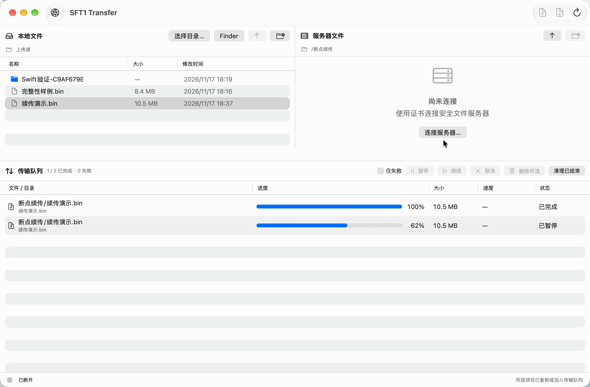 SFT1 Transfer
本地文件
选择目录...
Finder
上传源
名称
大小
修改时间
Swift验证-C9AF679E
—
2026/11/17 18:19
完整性样例.bin
8.4 MB
2026/11/17 18:16
续传演示.bin
10.5 MB
2026/11/17 18:37
服务器文件
/断点续传
尚未连接
使用证书连接安全文件服务器
连接服务器...
传输队列
1 / 2 已完成 · 0 失败
仅失败
暂停
继续
取消
删除所选
清理已结束
文件 / 目录
进度
大小
速度
状态
断点续传/续传演示.bin
续传演示.bin
100%
10.5 MB
—
已完成
断点续传/续传演示.bin
续传演示.bin
62%
10.5 MB
—
已暂停
已断开
所选项目已复制或加入传输队列